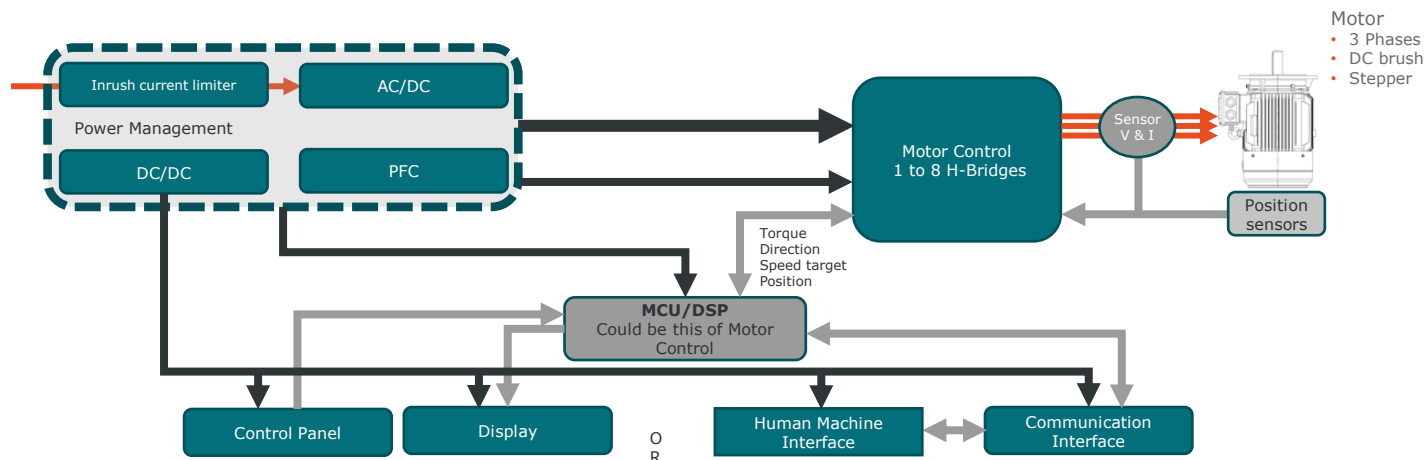 Motor
• 3 Phases
• DC brush
• Stepper
Inrush current limiter
AC/DC
Power Management
DC/DC
PFC
Motor Control
1 to 8 H-Bridges
Sensor
V & I
Position
sensors
Torque
Direction
Speed target
Position
MCU/DSP
Could be this of Motor
Control
Control Panel
Display
O
R
Human Machine
Interface
Communication
Interface